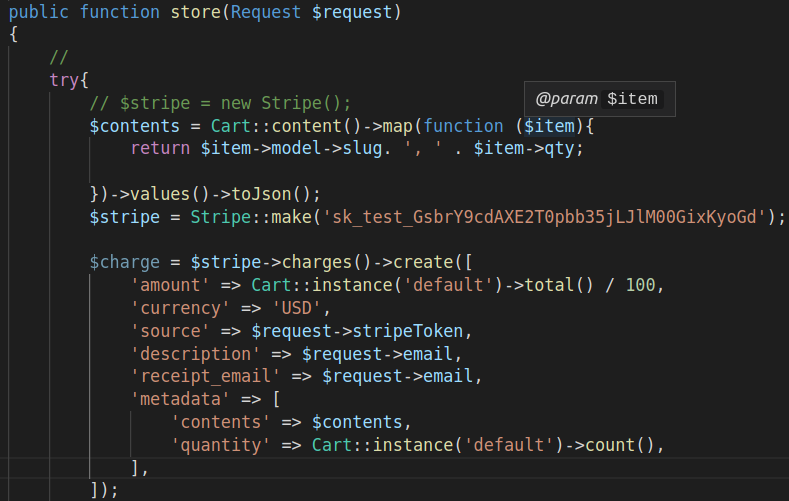 public function store(Request $request)
{
//
try{
// $stripe = new Stripe();
@param $item
$contents = Cart::content()->map(function ($item){
return $item->model->slug. ', ' . $item->qty;
})->values()->toJson();
$stripe = Stripe::make('sk_test_GsbrY9cdAXE2T0pbb35jLJlM00GixKyoGd');
$charge = $stripe->charges()->create([
'amount' => Cart::instance('default')->total() / 100,
'currency' => 'USD',
'source' => $request->stripeToken,
'description' => $request->email,
'receipt_email' => $request->email,
'metadata' => [
'contents' => $contents,
'quantity' => Cart::instance('default')->count(),
],
]);